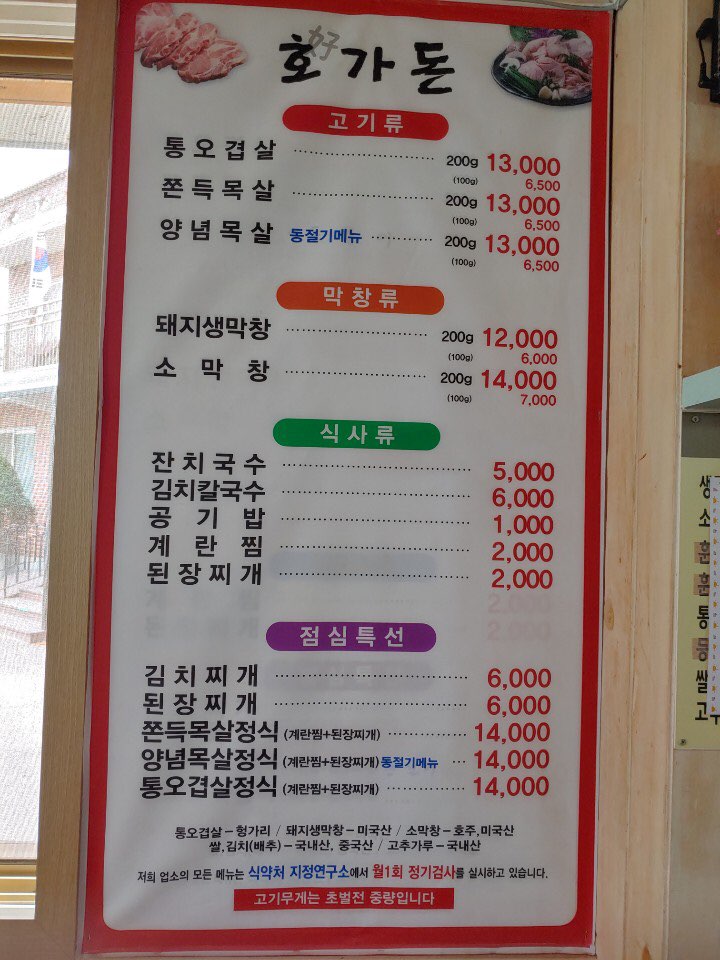 호好가돈
고기류
통오겹살 200g 13,000
(100g) 6,500
쫀득목살 200g 13,000
(100g) 6,500
양념목살 동절기메뉴 200g 13,000
(100g) 6,500
막창류
돼지생막창 200g 12,000
(100g) 6,000
소막창 200g 14,000
(100g) 7,000
식사류
잔치국수 5,000
김치칼국수 6,000
공기밥 1,000
계란찜 2,000
된장찌개 2,000
점심특선
김치찌개 6,000
된장찌개 6,000
쫀득목살정식 (계란찜+된장찌개) 14,000
양념목살정식 (계란찜+된장찌개) 동절기메뉴 14,000
통오겹살정식 (계란찜+된장찌개) 14,000
통오겹살-헝가리 / 돼지생막창-미국산 / 소막창-호주,미국산
쌀,김치(배추)-국내산, 중국산 / 고추가루-국내산
저희 업소의 모든 메뉴는 식약처 지정연구소에서 월1회 정기검사를 실시하고 있습니다.
고기무게는 초벌전 중량입니다
생
소
훈
훈
통
쌀